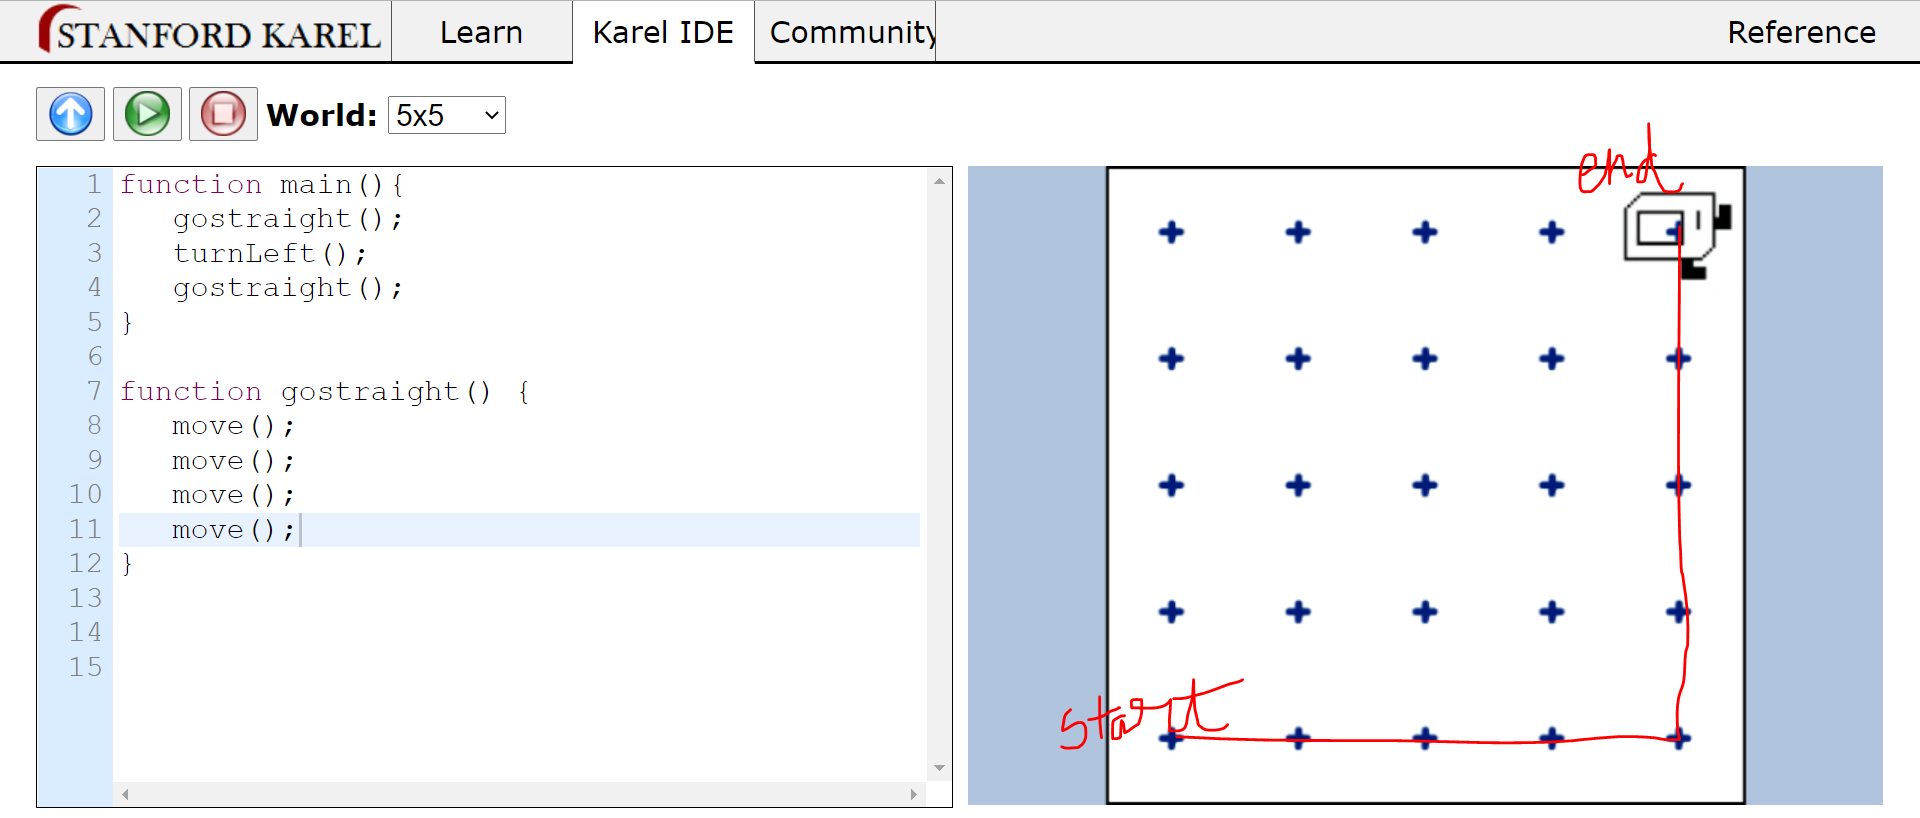 STANFORD KAREL
Learn
Karel IDE
Community
Reference
World: 5x5
1 function main(){
2    gostraight();
3    turnLeft();
4    gostraight();
5 }
6
7 function gostraight() {
8    move();
9    move();
10    move();
11    move();
12 }
13
14
15
end
start